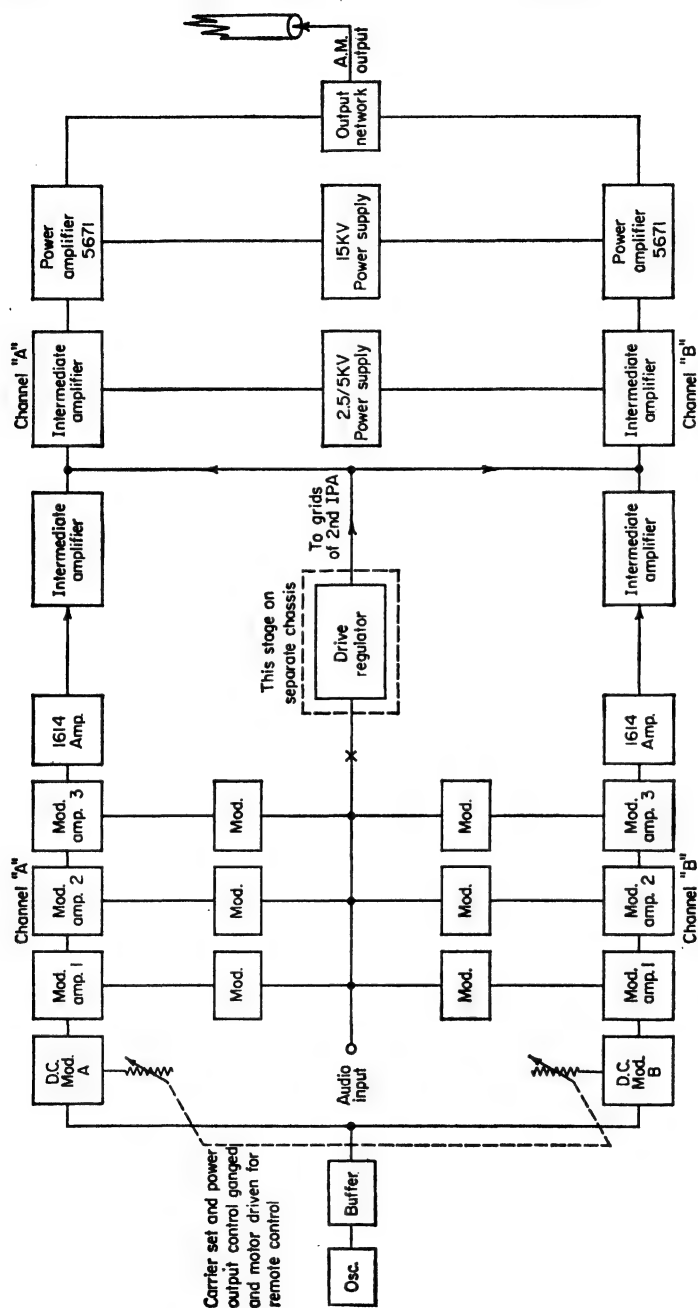 Carrier set and power
output control ganged
and motor driven for
remote control
Osc.
Buffer
D.C.
Mod.
A
Channel "A"
Mod.
amp. 1
Mod.
amp. 2
Mod.
amp. 3
1614
Amp.
Intermediate
amplifier
Channel "A"
Intermediate
amplifier
Power
amplifier
5671
Mod.
Mod.
Mod.
Audio
input
This stage on
separate chassis
Drive
regulator
To grids
of 2nd IPA
2.5/5KV
Power supply
15KV
Power supply
Output
network
A.M.
output
Mod.
Mod.
Mod.
D.C.
Mod.
B
Mod.
amp. 1
Mod.
amp. 2
Mod.
amp. 3
Channel "B"
1614
Amp.
Intermediate
amplifier
Intermediate
amplifier
Channel "B"
Power
amplifier
5671